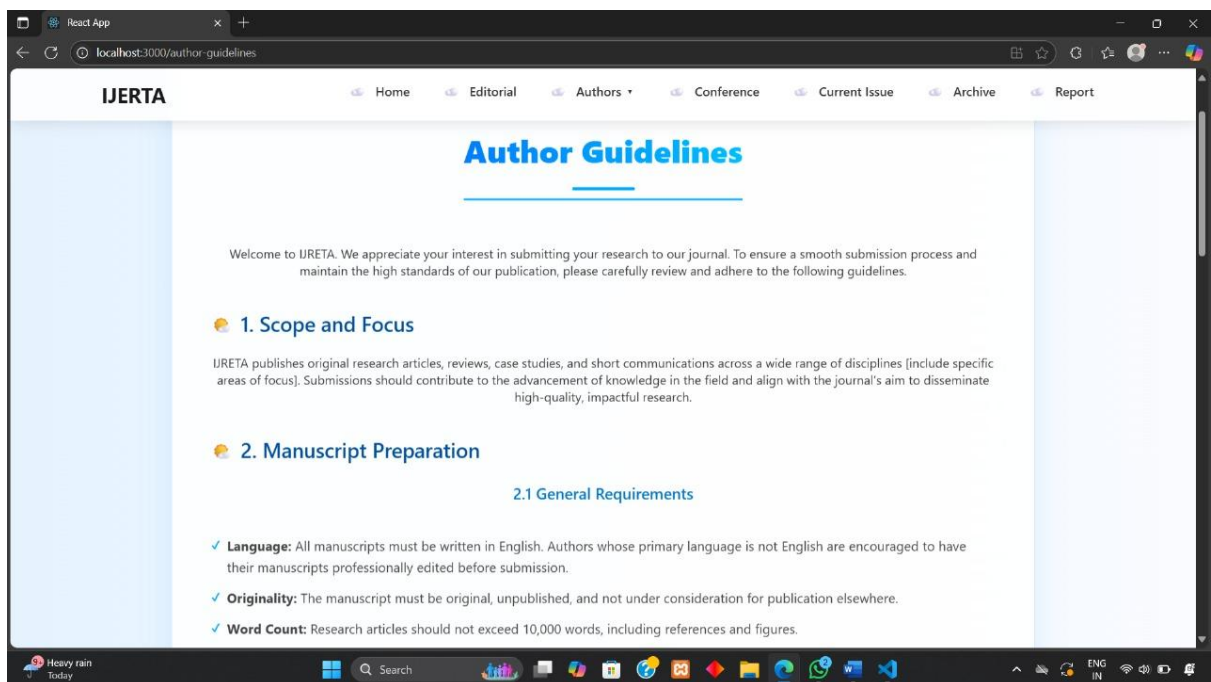 React App
localhost:3000/author-guidelines
IJERTA
Home Editorial Authors Conference Current Issue Archive Report
Author Guidelines
Welcome to IJRETA. We appreciate your interest in submitting your research to our journal. To ensure a smooth submission process and
maintain the high standards of our publication, please carefully review and adhere to the following guidelines.
1. Scope and Focus
IJRETA publishes original research articles, reviews, case studies, and short communications across a wide range of disciplines [include specific
areas of focus]. Submissions should contribute to the advancement of knowledge in the field and align with the journal's aim to disseminate
high-quality, impactful research.
2. Manuscript Preparation
2.1 General Requirements
✓ Language: All manuscripts must be written in English. Authors whose primary language is not English are encouraged to have
their manuscripts professionally edited before submission.
✓ Originality: The manuscript must be original, unpublished, and not under consideration for publication elsewhere.
✓ Word Count: Research articles should not exceed 10,000 words, including references and figures.
Heavy rain
Today
Search
ENG
IN